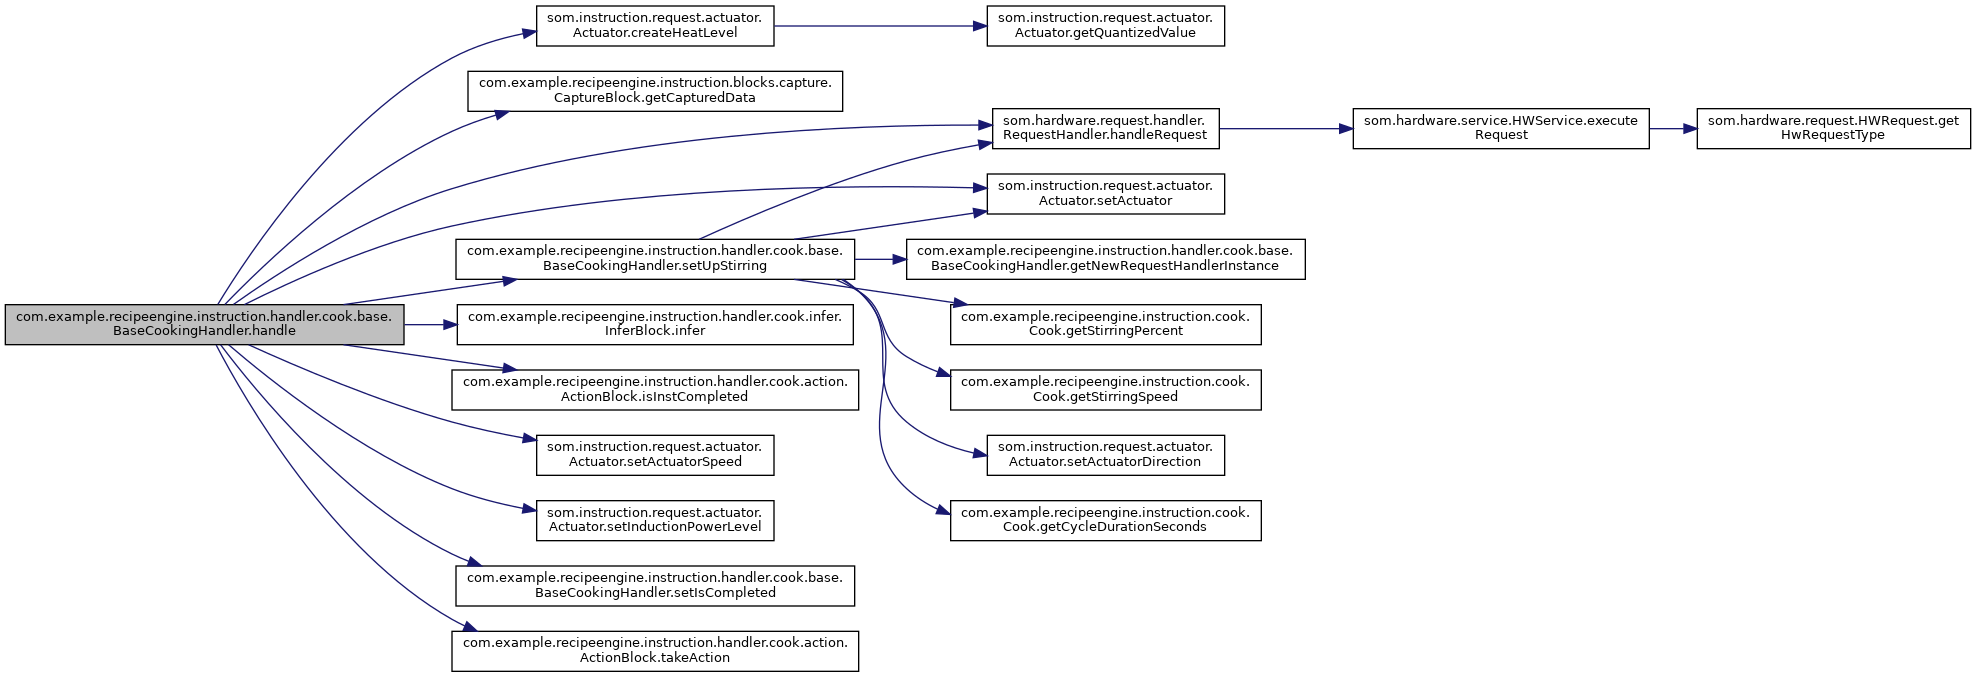 som.instruction.request.actuator.
Actuator.createHeatLevel
som.instruction.request.actuator.
Actuator.getQuantizedValue
com.example.recipeengine.instruction.blocks.capture.
CaptureBlock.getCapturedData
som.hardware.request.handler.
RequestHandler.handleRequest
som.hardware.service.HWService.execute
Request
som.hardware.request.HWRequest.get
HwRequestType
som.instruction.request.actuator.
Actuator.setActuator
com.example.recipeengine.instruction.handler.cook.base.
BaseCookingHandler.setUpStirring
com.example.recipeengine.instruction.handler.cook.base.
BaseCookingHandler.getNewRequestHandlerInstance
com.example.recipeengine.instruction.handler.cook.base.
BaseCookingHandler.handle
com.example.recipeengine.instruction.handler.cook.infer.
InferBlock.infer
com.example.recipeengine.instruction.cook.
Cook.getStirringPercent
com.example.recipeengine.instruction.handler.cook.action.
ActionBlock.isInstCompleted
com.example.recipeengine.instruction.cook.
Cook.getStirringSpeed
som.instruction.request.actuator.
Actuator.setActuatorSpeed
som.instruction.request.actuator.
Actuator.setActuatorDirection
som.instruction.request.actuator.
Actuator.setInductionPowerLevel
com.example.recipeengine.instruction.cook.
Cook.getCycleDurationSeconds
com.example.recipeengine.instruction.handler.cook.base.
BaseCookingHandler.setIsCompleted
com.example.recipeengine.instruction.handler.cook.action.
ActionBlock.takeAction